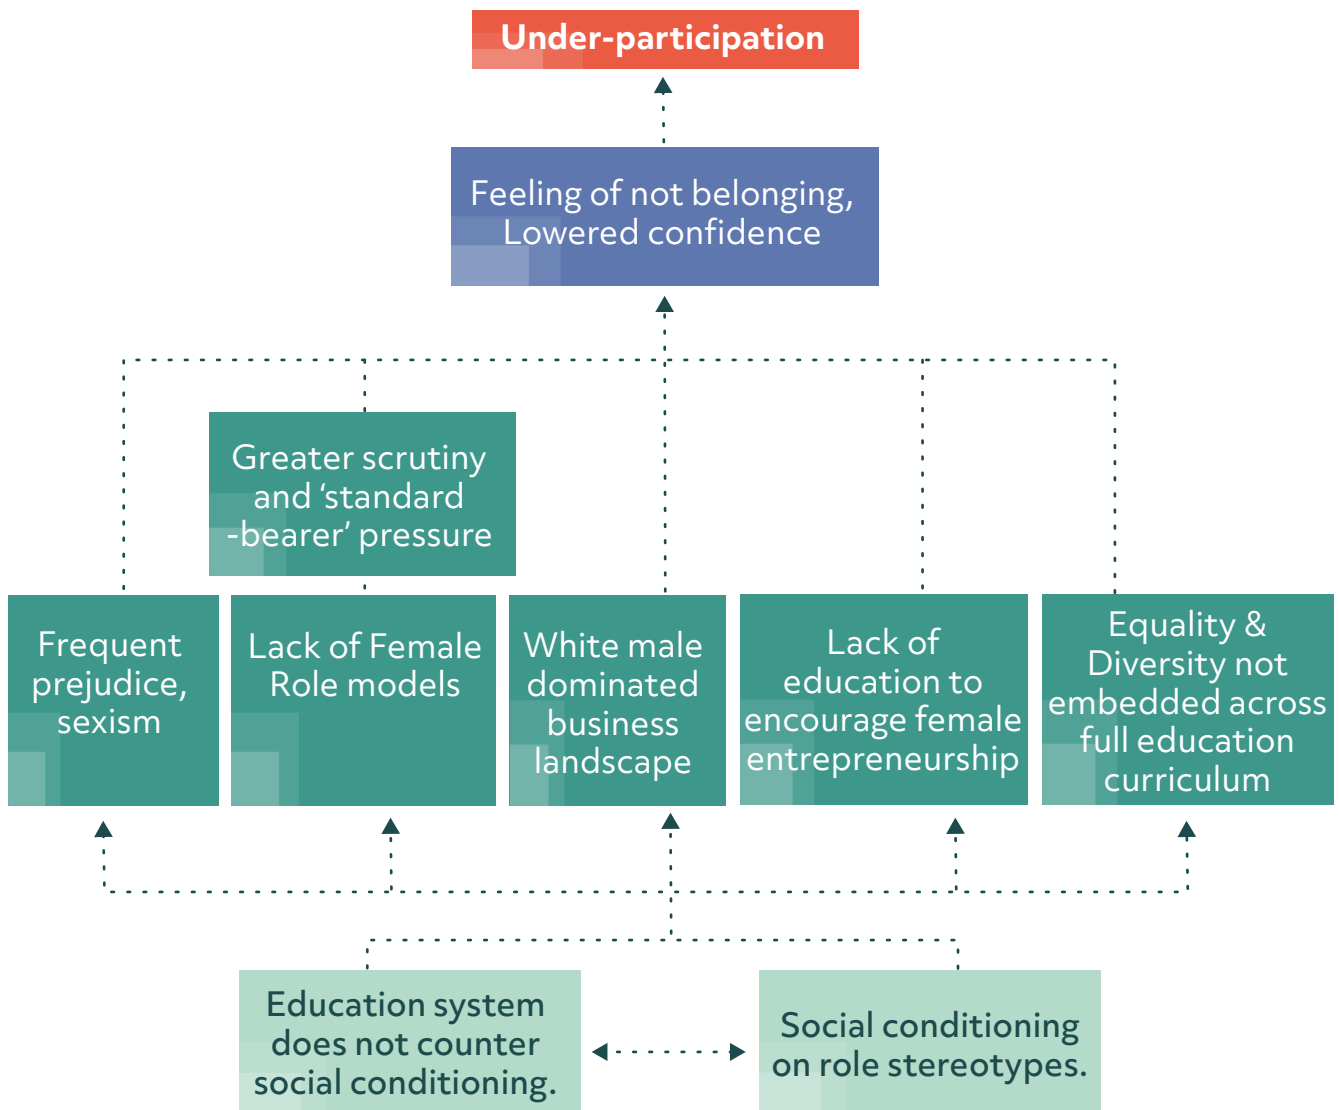 Under-participation
Feeling of not belonging,
Lowered confidence
Greater scrutiny
and ‘standard
-bearer’ pressure
Frequent
prejudice,
sexism
Lack of Female
Role models
White male
dominated
business
landscape
Lack of
education to
encourage female
entrepreneurship
Equality &
Diversity not
embedded across
full education
curriculum
Education system
does not counter
social conditioning.
Social conditioning
on role stereotypes.